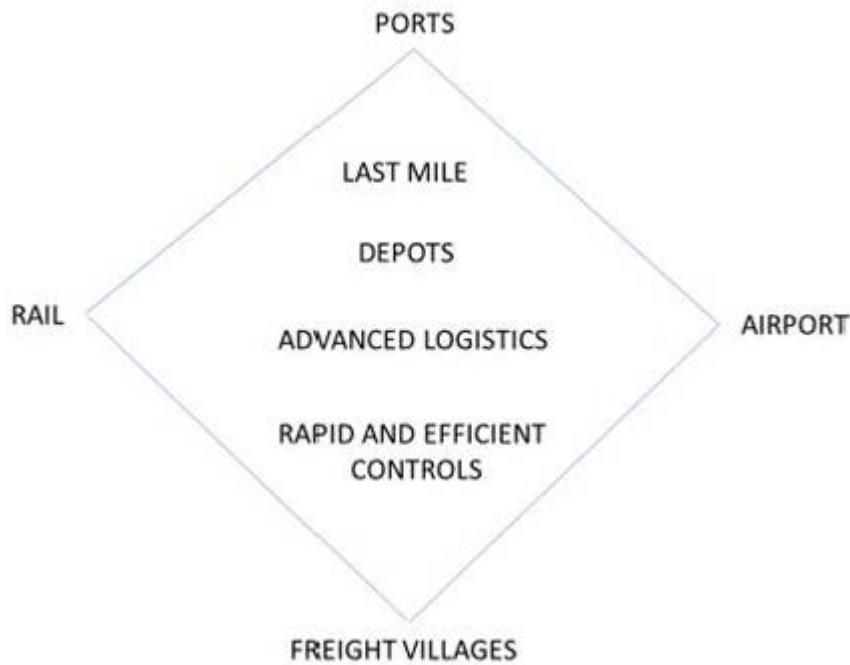 PORTS
LAST MILE
DEPOTS
RAIL
AIRPORT
ADVANCED LOGISTICS
RAPID AND EFFICIENT
CONTROLS
FREIGHT VILLAGES